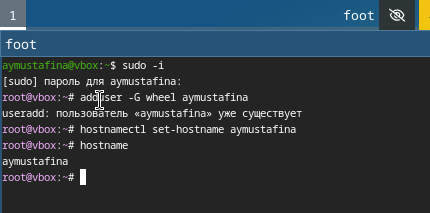 1 foot
foot
aymustafina@vbox:~$ sudo -i
[sudo] пароль для aymustafina:
root@vbox:~# adduser -G wheel aymustafina
useradd: пользователь «aymustafina» уже существует
root@vbox:~# hostnamectl set-hostname aymustafina
root@vbox:~# hostname
aymustafina
root@vbox:~#